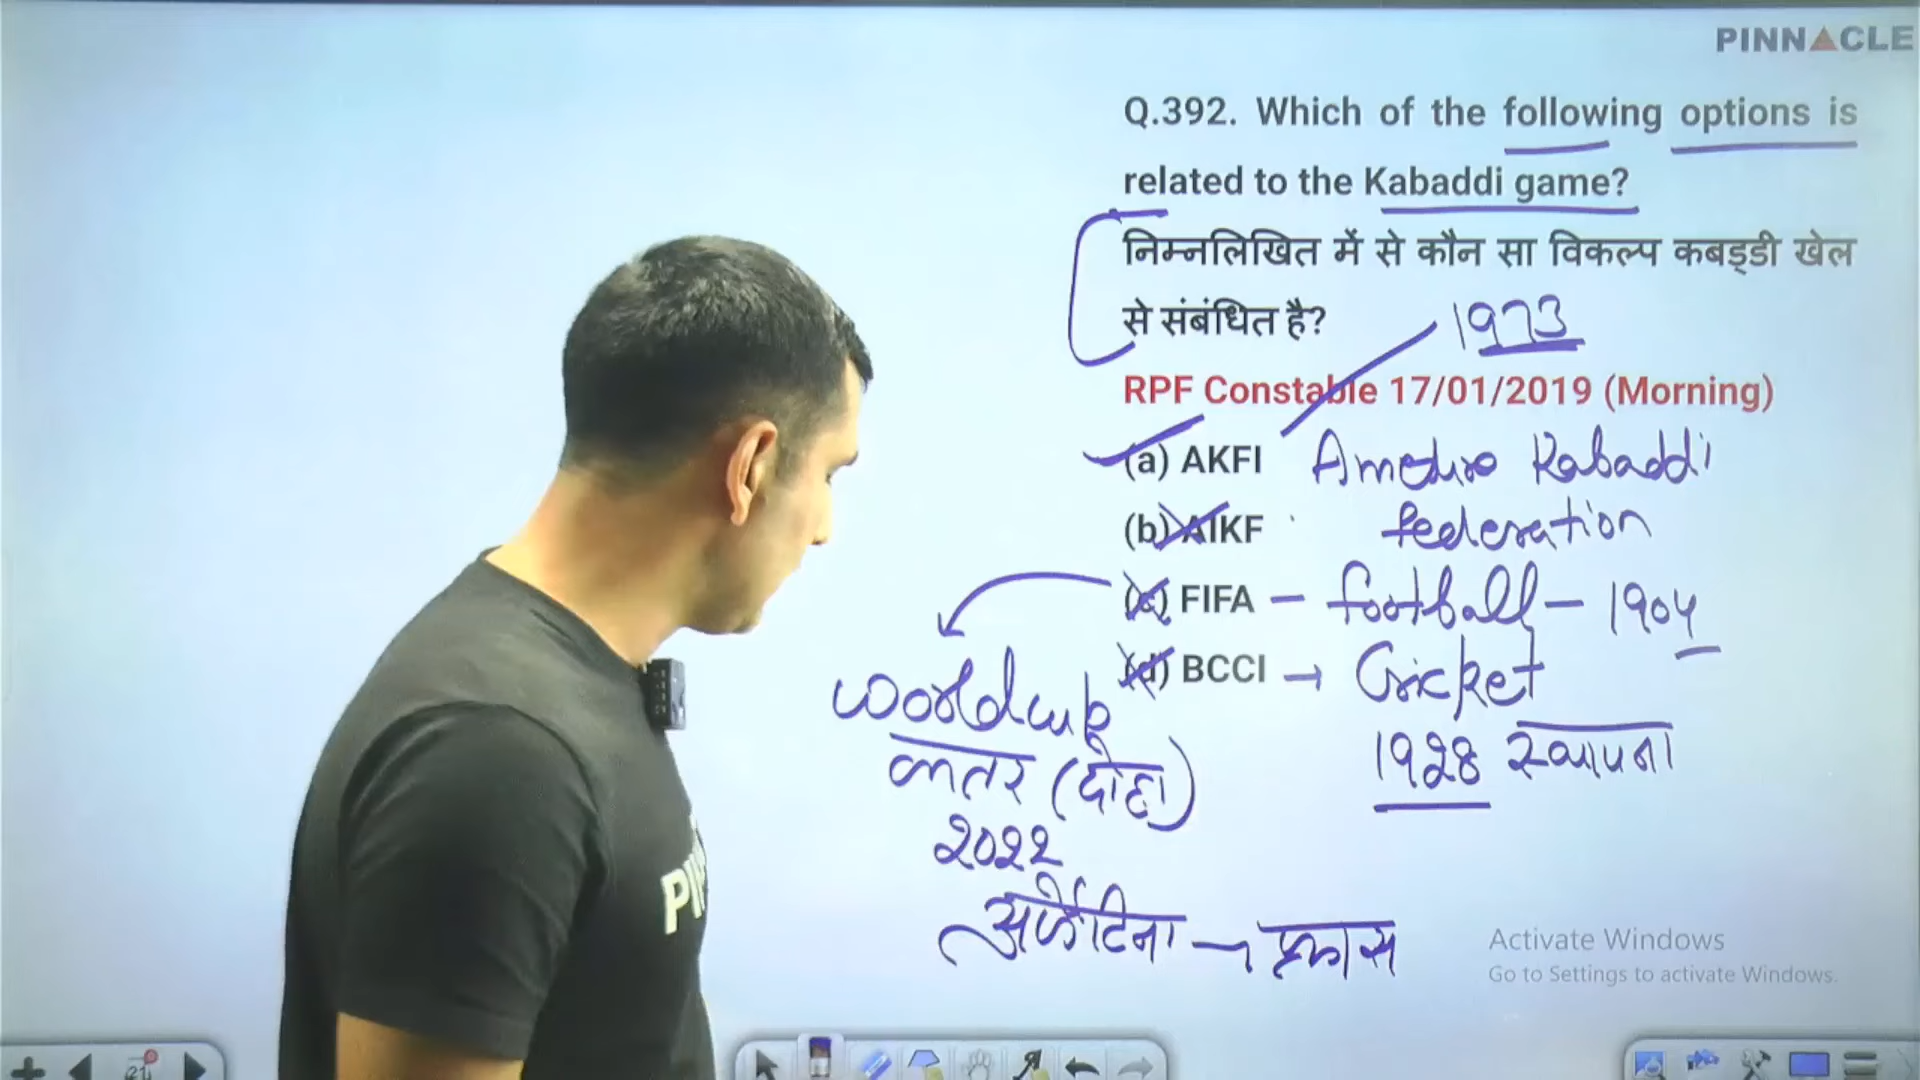 PINNACLE
Q.392. Which of the following options is
related to the Kabaddi game?
निम्नलिखित में से कौन सा विकल्प कबड्डी खेल
से संबंधित है?
1973
RPF Constable 17/01/2019 (Morning)
(a) AKFI Kabaddi
(b) AIKF federation
(c) FIFA – football – 1904
(d) BCCI → Cricket
worldcup
1928 स्थापना
कतर (दोहा)
2022
अर्जेंटिना → फ्रांस
Activate Windows
Go to Settings to activate Windows.